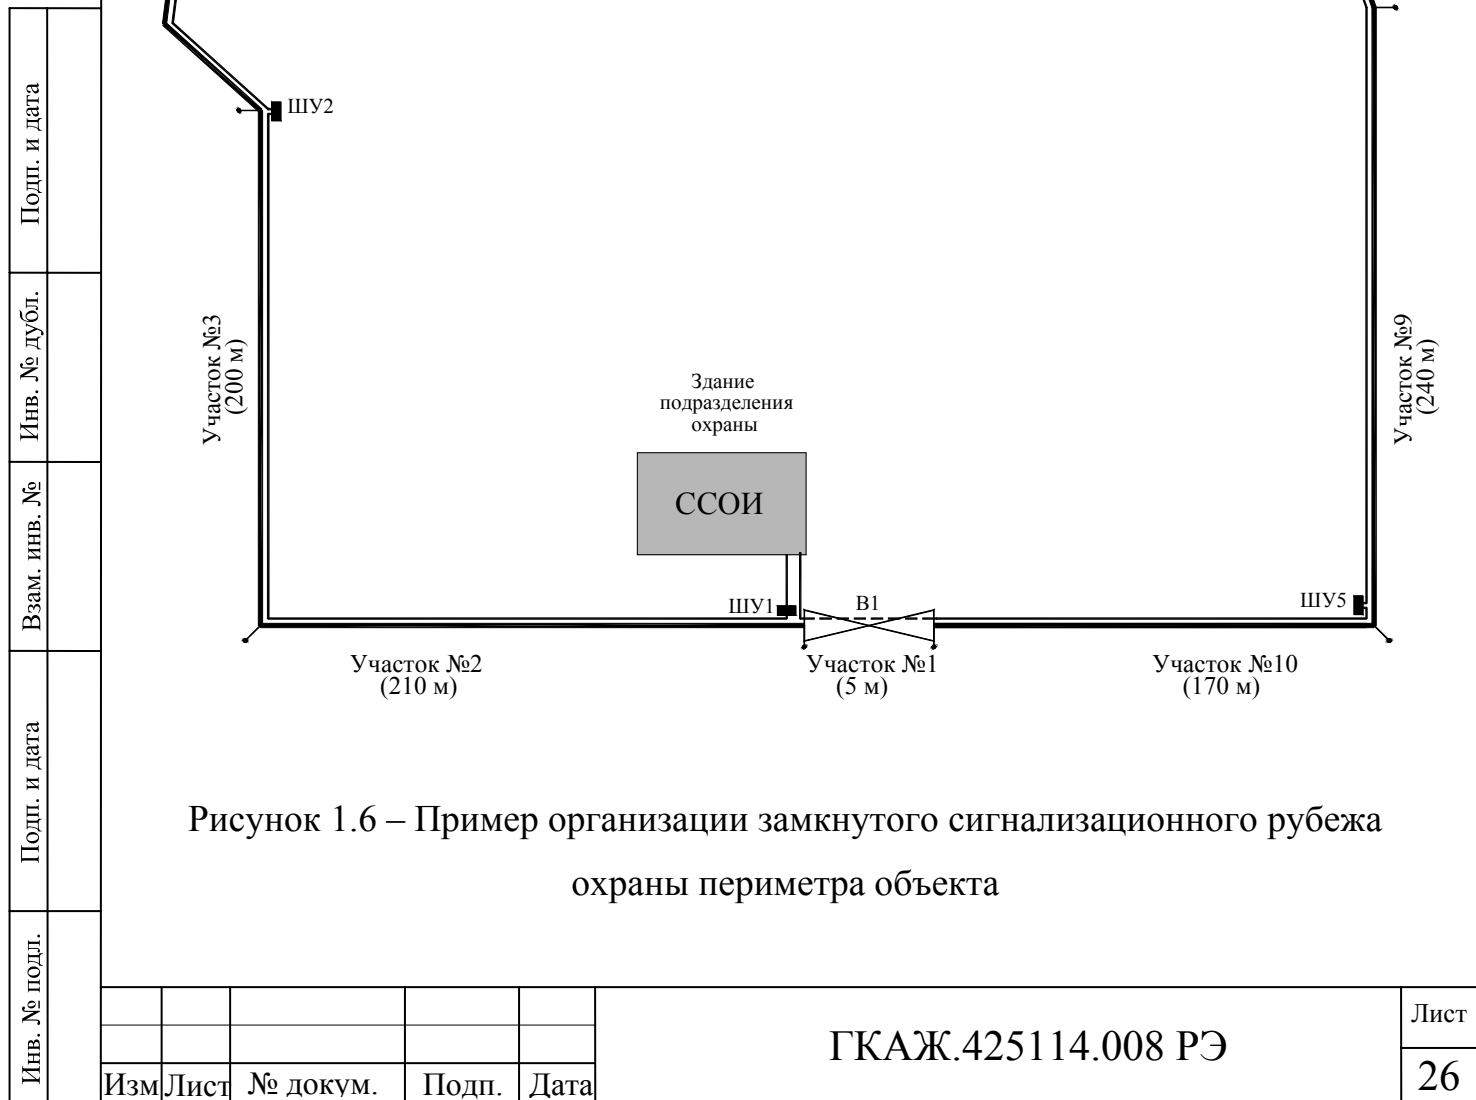 Подп. и дата
Инв. № дубл.
Взам. инв. №
Подп. и дата
Инв. № подл.
ШУ2
Участок №3
(200 м)
Здание
подразделения
охраны
ССОИ
Участок №9
(240 м)
ШУ1
В1
ШУ5
Участок №2
(210 м)
Участок №1
(5 м)
Участок №10
(170 м)
Рисунок 1.6 – Пример организации замкнутого сигнализационного рубежа
охраны периметра объекта
ГКАЖ.425114.008 РЭ
Лист
26
Изм Лист № докум. Подп. Дата